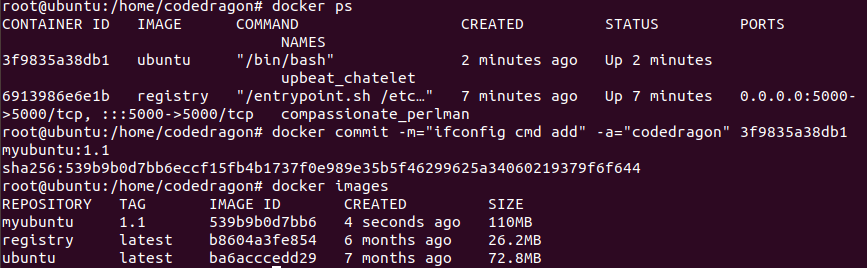 root@ubuntu:/home/codedragon# docker ps
CONTAINER ID   IMAGE      COMMAND                  CREATED         STATUS         PORTS
                          NAMES
3f9835a38db1   ubuntu     "/bin/bash"              2 minutes ago   Up 2 minutes
                          upbeat_chatelet
6913986e6e1b   registry   "/entrypoint.sh /etc…"   7 minutes ago   Up 7 minutes   0.0.0.0:5000-
>5000/tcp, :::5000->5000/tcp   compassionate_perlman
root@ubuntu:/home/codedragon# docker commit -m="ifconfig cmd add" -a="codedragon" 3f9835a38db1
myubuntu:1.1
sha256:539b9b0d7bb6eccf15fb4b1737f0e989e35b5f46299625a34060219379f6f644
root@ubuntu:/home/codedragon# docker images
REPOSITORY   TAG       IMAGE ID       CREATED         SIZE
myubuntu     1.1       539b9b0d7bb6   4 seconds ago   110MB
registry     latest    b8604a3fe854   6 months ago    26.2MB
ubuntu       latest    ba6acccedd29   7 months ago    72.8MB